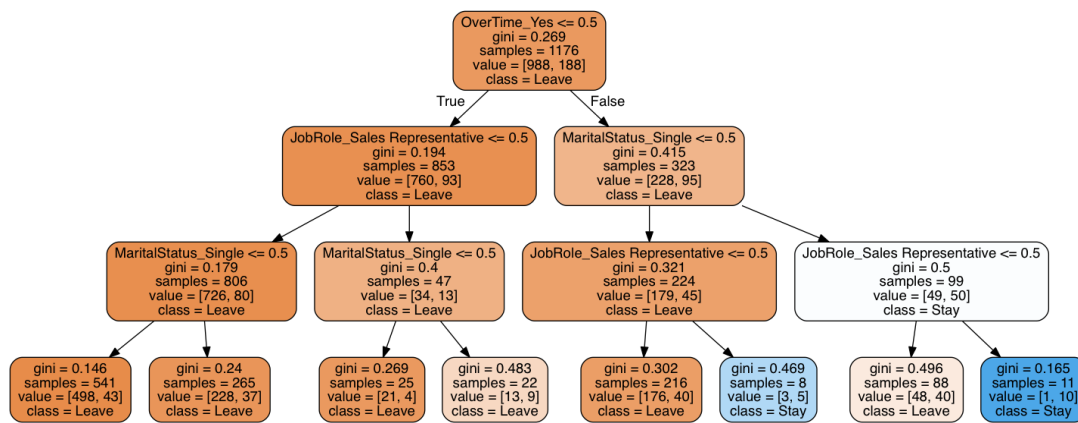 OverTime_Yes <= 0.5
gini = 0.269
samples = 1176
value = [988, 188]
class = Leave
True
False
JobRole_Sales Representative <= 0.5
gini = 0.194
samples = 853
value = [760, 93]
class = Leave
MaritalStatus_Single <= 0.5
gini = 0.415
samples = 323
value = [228, 95]
class = Leave
MaritalStatus_Single <= 0.5
gini = 0.179
samples = 806
value = [726, 80]
class = Leave
MaritalStatus_Single <= 0.5
gini = 0.4
samples = 47
value = [34, 13]
class = Leave
JobRole_Sales Representative <= 0.5
gini = 0.321
samples = 224
value = [179, 45]
class = Leave
JobRole_Sales Representative <= 0.5
gini = 0.5
samples = 99
value = [49, 50]
class = Stay
gini = 0.146
samples = 541
value = [498, 43]
class = Leave
gini = 0.24
samples = 265
value = [228, 37]
class = Leave
gini = 0.269
samples = 25
value = [21, 4]
class = Leave
gini = 0.483
samples = 22
value = [13, 9]
class = Leave
gini = 0.302
samples = 216
value = [176, 40]
class = Leave
gini = 0.469
samples = 8
value = [3, 5]
class = Stay
gini = 0.496
samples = 88
value = [48, 40]
class = Leave
gini = 0.165
samples = 11
value = [1, 10]
class = Stay